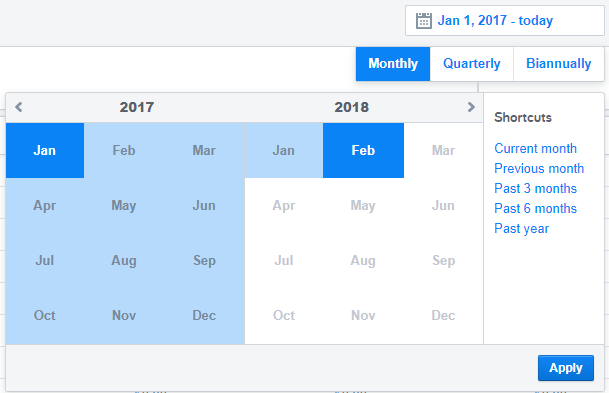 Jan 1, 2017 - today
Monthly Quarterly Biannually
2017 2018
Shortcuts
Jan Feb Mar Jan Feb Mar
Current month
Previous month
Past 3 months
Apr May Jun Apr May Jun
Past 6 months
Past year
Jul Aug Sep Jul Aug Sep
Oct Nov Dec Oct Nov Dec
Apply